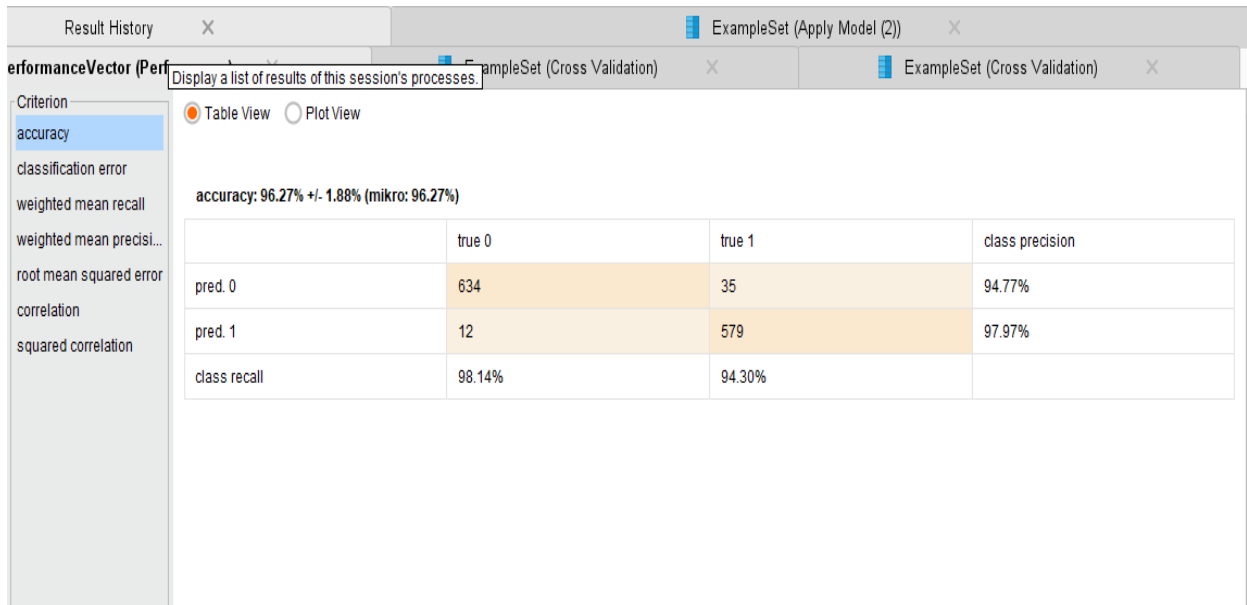 Result History
ExampleSet (Apply Model (2))
erformanceVector (Perf
Display a list of results of this session's processes.
ExampleSet (Cross Validation)
ExampleSet (Cross Validation)
Criterion
accuracy
classification error
weighted mean recall
weighted mean precisi...
root mean squared error
correlation
squared correlation
Table View Plot View
accuracy: 96.27% +/- 1.88% (mikro: 96.27%)
true 0 true 1 class precision
pred. 0 634 35 94.77%
pred. 1 12 579 97.97%
class recall 98.14% 94.30%